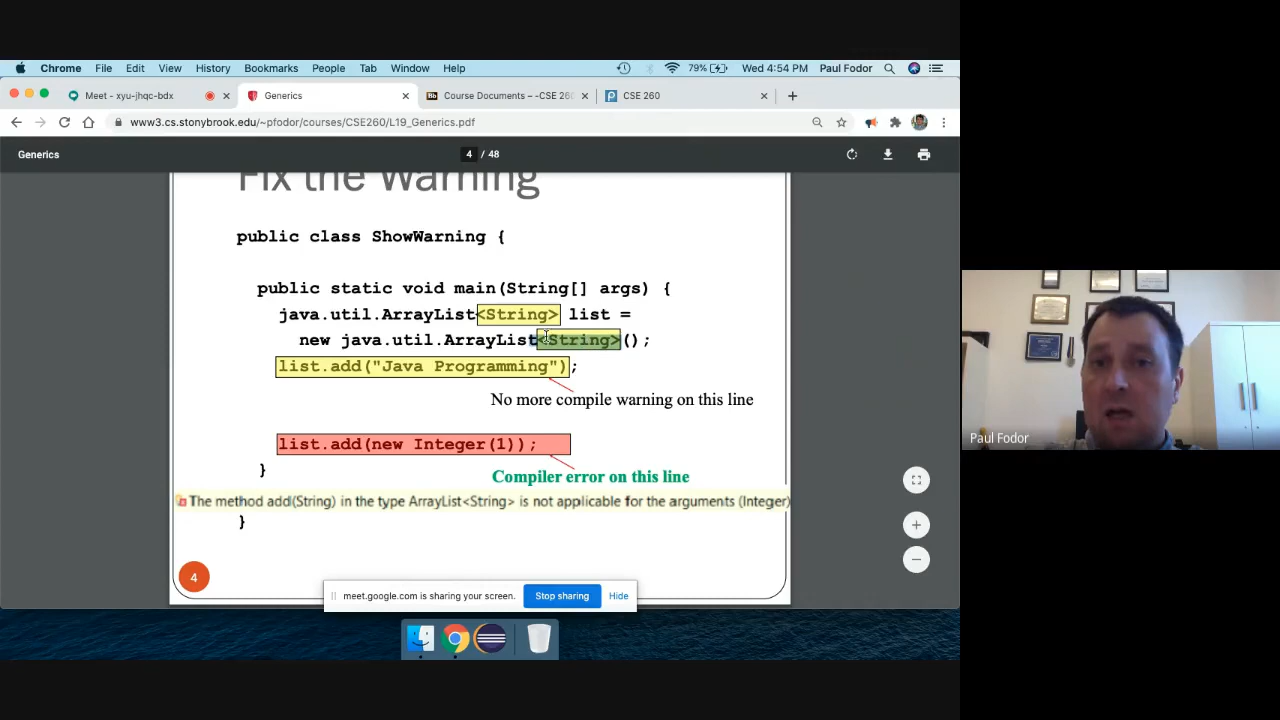 Chrome File Edit View History Bookmarks People Tab Window Help 79% Wed 4:54 PM Paul Fodor
Meet - xyu-jhqc-bdx Generics Course Documents – -CSE 260 CSE 260
www3.cs.stonybrook.edu/~pfodor/courses/CSE260/L19_Generics.pdf
Generics 4 / 48
Fix the Warning
public class ShowWarning {
public static void main(String[] args) {
java.util.ArrayList<String> list =
new java.util.ArrayList<String>();
list.add("Java Programming");
No more compile warning on this line
list.add(new Integer(1));
}
Compiler error on this line
The method add(String) in the type ArrayList<String> is not applicable for the arguments (Integer)
}
4
meet.google.com is sharing your screen. Stop sharing Hide
Paul Fodor